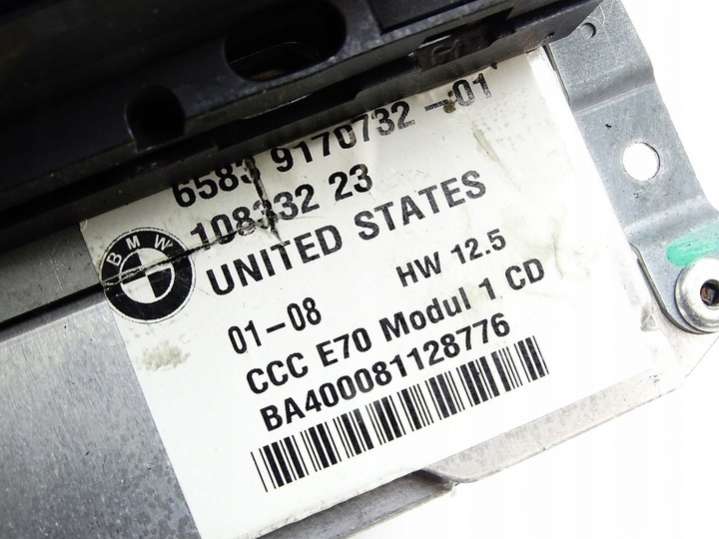 6583 9170732-01
108332 23
UNITED STATES
BMW
01-08 HW 12.5
CCC E70 Modul 1 CD
BA400081128776